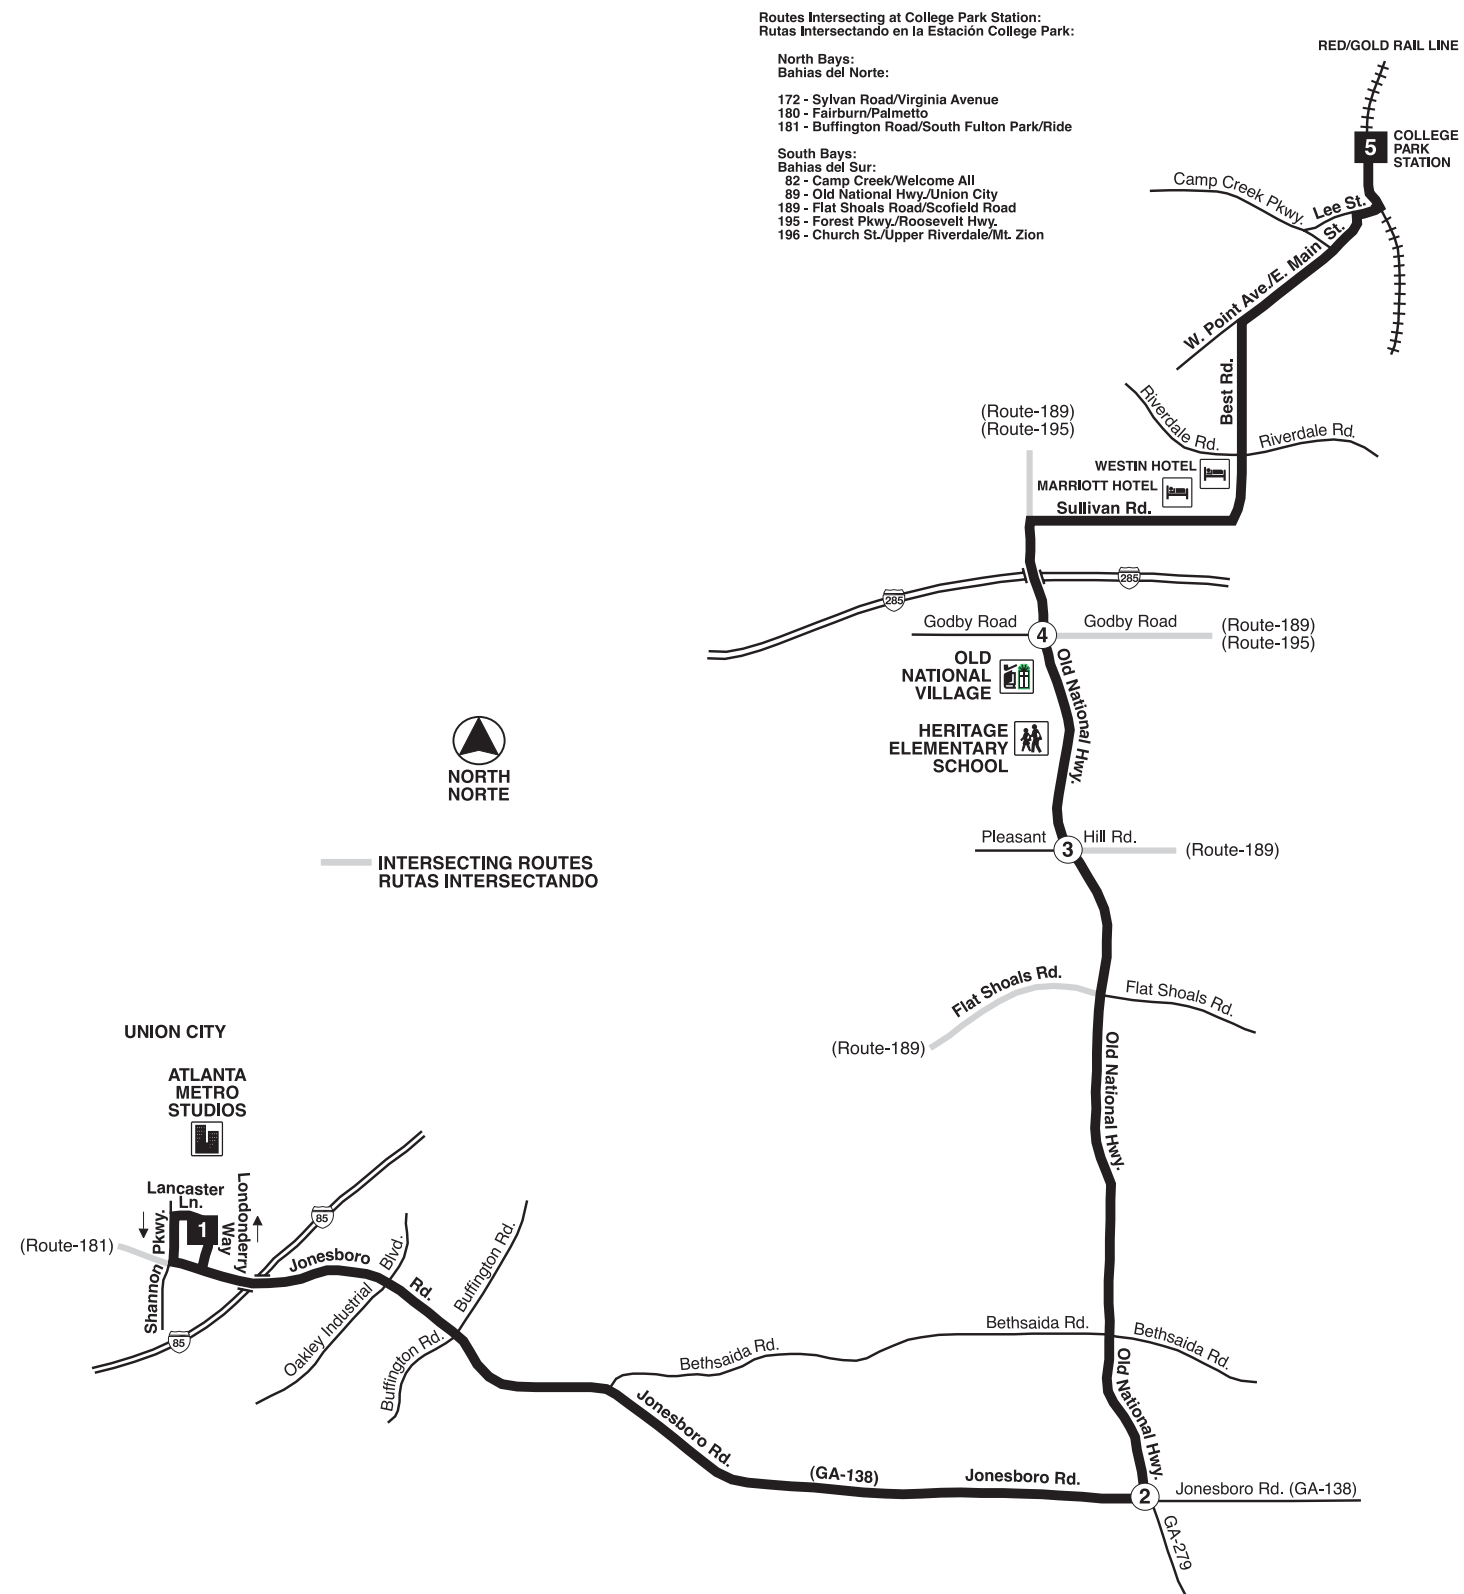 Routes Intersecting at College Park Station:
Rutas Intersectando en la Estación College Park:
North Bays:
Bahias del Norte:
172 - Sylvan Road/Virginia Avenue
180 - Fairburn/Palmetto
181 - Buffington Road/South Fulton Park/Ride
South Bays:
Bahias del Sur:
82 - Camp Creek/Welcome All
89 - Old National Hwy./Union City
189 - Flat Shoals Road/Scofield Road
195 - Forest Pkwy./Roosevelt Hwy.
196 - Church St./Upper Riverdale/Mt. Zion
RED/GOLD RAIL LINE
5
COLLEGE
PARK
STATION
Camp Creek Pkwy.
Lee St.
W. Point Ave./E. Main St.
Best Rd.
Riverdale Rd.
Riverdale Rd.
(Route-189)
(Route-195)
WESTIN HOTEL
MARRIOTT HOTEL
Sullivan Rd.
285
285
Godby Road
4
Godby Road
(Route-189)
(Route-195)
OLD
NATIONAL
VILLAGE
Old National Hwy.
HERITAGE
ELEMENTARY
SCHOOL
NORTH
NORTE
Pleasant
3
Hill Rd.
(Route-189)
INTERSECTING ROUTES
RUTAS INTERSECTANDO
Flat Shoals Rd.
Flat Shoals Rd.
(Route-189)
Old National Hwy.
UNION CITY
ATLANTA
METRO
STUDIOS
Lancaster
Ln.
Londonderry
Way
1
Shannon Pkwy.
(Route-181)
85
85
Jonesboro Rd.
Oakley Industrial Blvd.
Buffington Rd.
Buffington Rd.
Bethsaida Rd.
Bethsaida Rd.
Bethsaida Rd.
Old National Hwy.
Jonesboro Rd.
(GA-138)
Jonesboro Rd.
2
Jonesboro Rd. (GA-138)
GA-279